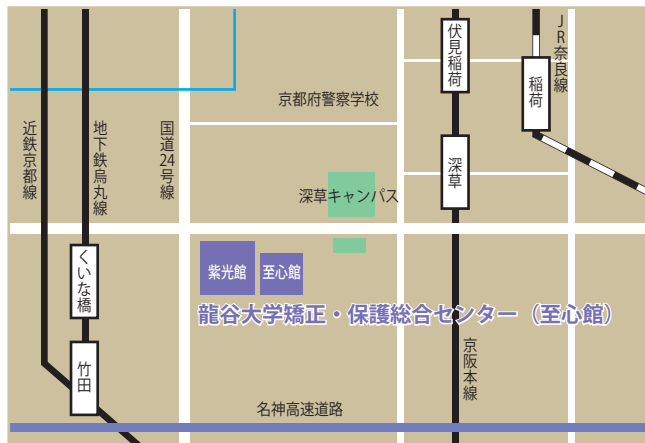 伏見稲荷
JR奈良線
稲荷
京都府警察学校
近鉄京都線
地下鉄烏丸線
国道24号線
深草
深草キャンパス
くいな橋
紫光館
至心館
龍谷大学矯正・保護総合センター（至心館）
竹田
京阪本線
名神高速道路